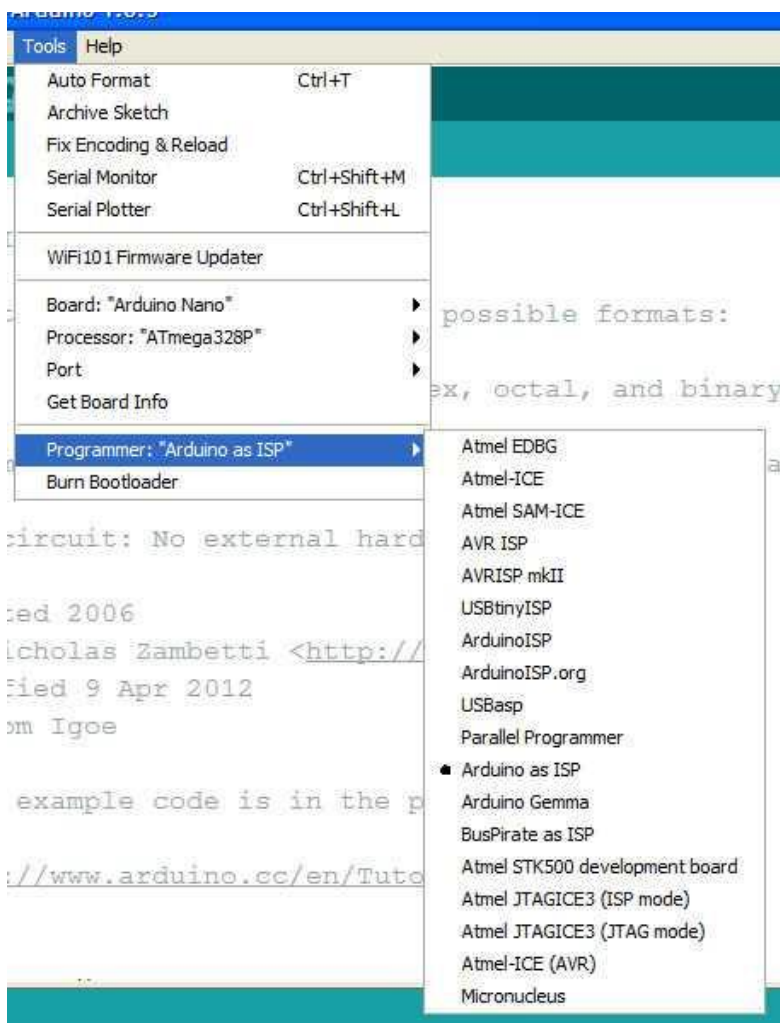 Tools Help
Auto Format Ctrl+T
Archive Sketch
Fix Encoding & Reload
Serial Monitor Ctrl+Shift+M
Serial Plotter Ctrl+Shift+L
WiFi101 Firmware Updater
Board: "Arduino Nano"
Processor: "ATmega328P"
possible formats:
Port
Get Board Info
ex, octal, and binary
Programmer: "Arduino as ISP"
Burn Bootloader
Atmel EDBG
Atmel-ICE
Atmel SAM-ICE
AVR ISP
AVRISP mkII
USBtinyISP
ArduinoISP
ArduinoISP.org
USBasp
Parallel Programmer
Arduino as ISP
Arduino Gemma
BusPirate as ISP
Atmel STK500 development board
Atmel JTAGICE3 (ISP mode)
Atmel JTAGICE3 (JTAG mode)
Atmel-ICE (AVR)
Micronucleus
circuit: No external hard
ted 2006
icholas Zambetti <http://
fied 9 Apr 2012
om Igoe
example code is in the p
://www.arduino.cc/en/Tuto